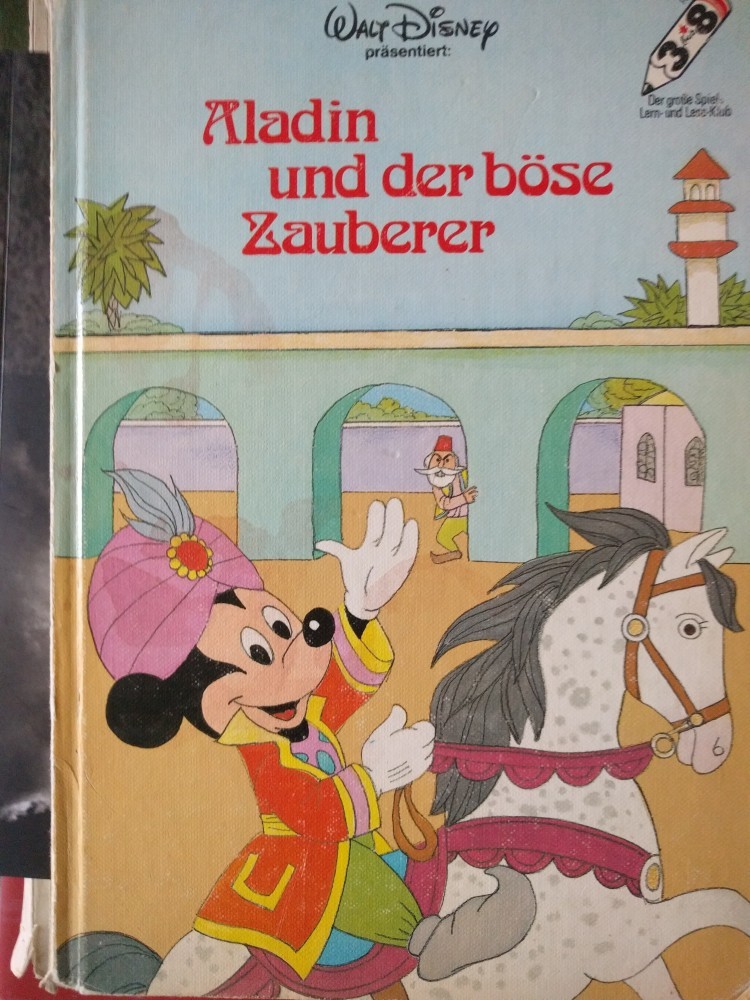 WALT DISNEY
präsentiert:
3-8
Der große Spiel-,
Lern- und Lese-Klub
Aladin
und der böse
Zauberer